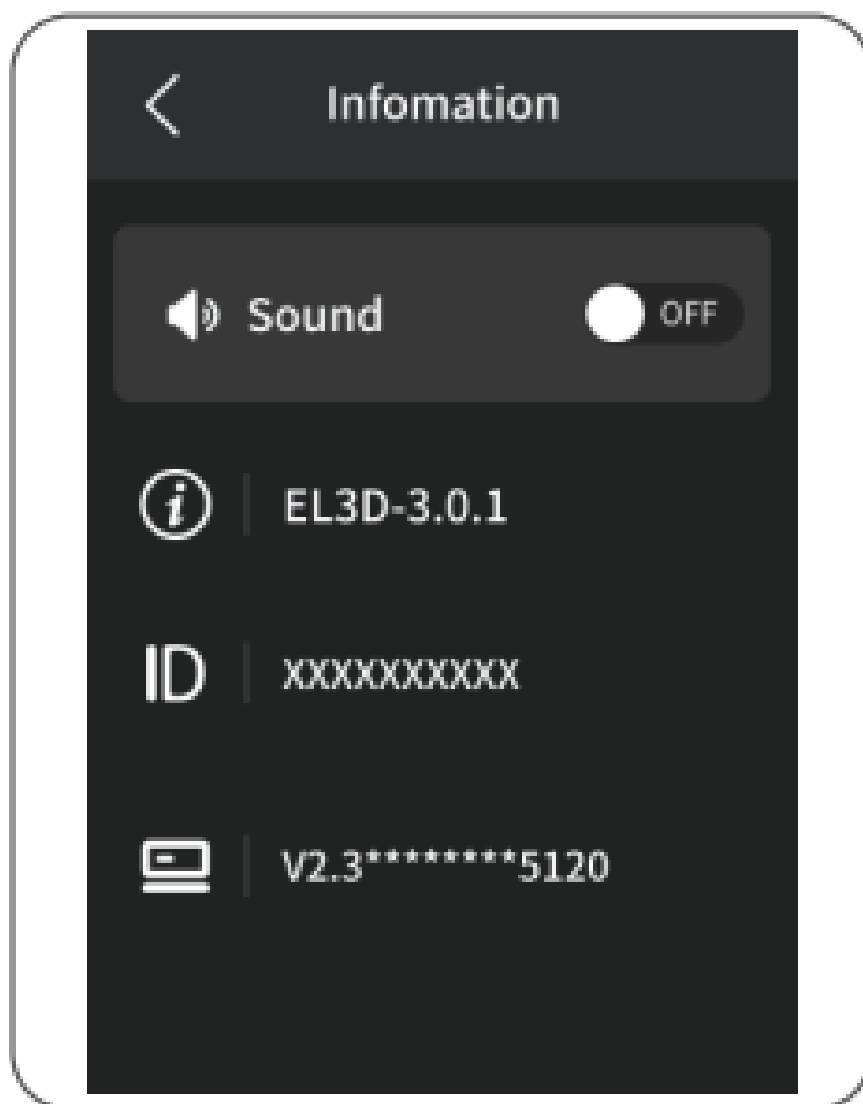 Infomation
Sound OFF
EL3D-3.0.1
ID XXXXXXXXXX
V2.3********5120